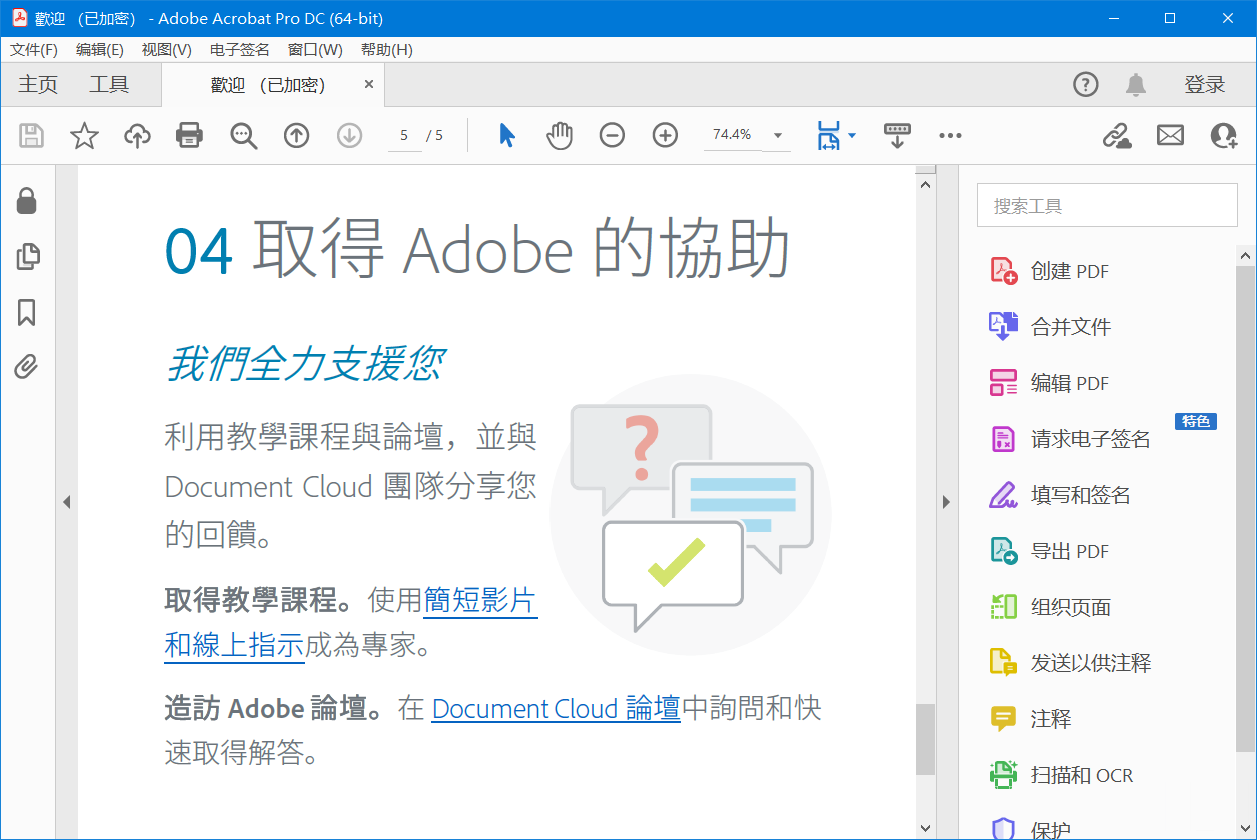 歡迎 （已加密） - Adobe Acrobat Pro DC (64-bit)
文件(F) 编辑(E) 视图(V) 电子签名 窗口(W) 帮助(H)
主页 工具 歡迎 （已加密） × ? 登录
5 / 5 74.4%
04 取得 Adobe 的協助
我們全力支援您
利用教學課程與論壇，並與
Document Cloud 團隊分享您
的回饋。
取得教學課程。使用簡短影片
和線上指示成為專家。
造訪 Adobe 論壇。在 Document Cloud 論壇中詢問和快
速取得解答。
?
搜索工具
创建 PDF
合并文件
编辑 PDF
特色
请求电子签名
填写和签名
导出 PDF
组织页面
发送以供注释
注释
扫描和 OCR
保护